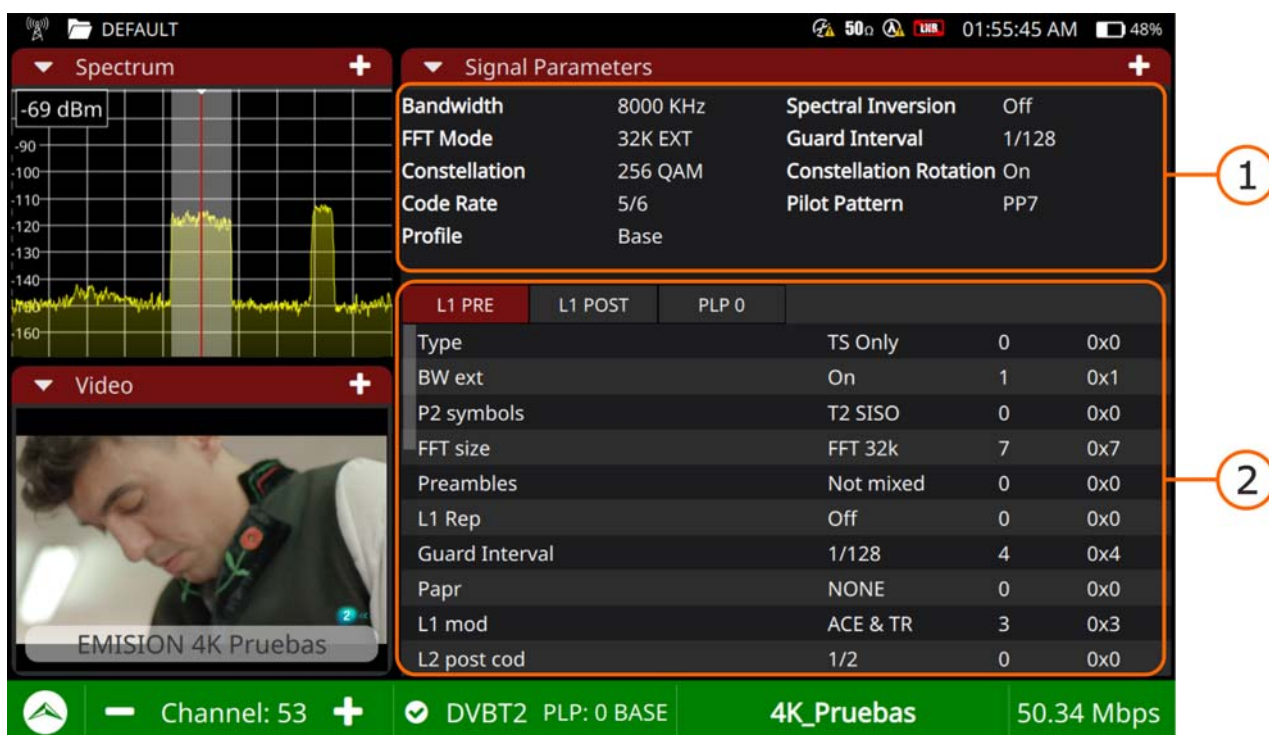 DEFAULT
50Ω LNB 01:55:45 AM 48%
Spectrum +
-69 dBm
-90
-100
-110
-120
-130
-140
-150
-160
Video +
2
EMISION 4K Pruebas
Signal Parameters +
Bandwidth 8000 KHz Spectral Inversion Off
FFT Mode 32K EXT Guard Interval 1/128
Constellation 256 QAM Constellation Rotation On
Code Rate 5/6 Pilot Pattern PP7
Profile Base
1
L1 PRE L1 POST PLP 0
Type TS Only 0 0x0
BW ext On 1 0x1
P2 symbols T2 SISO 0 0x0
FFT size FFT 32k 7 0x7
Preambles Not mixed 0 0x0
L1 Rep Off 0 0x0
Guard Interval 1/128 4 0x4
Papr NONE 0 0x0
L1 mod ACE & TR 3 0x3
L2 post cod 1/2 0 0x0
2
− Channel: 53 + DVBT2 PLP: 0 BASE 4K_Pruebas 50.34 Mbps